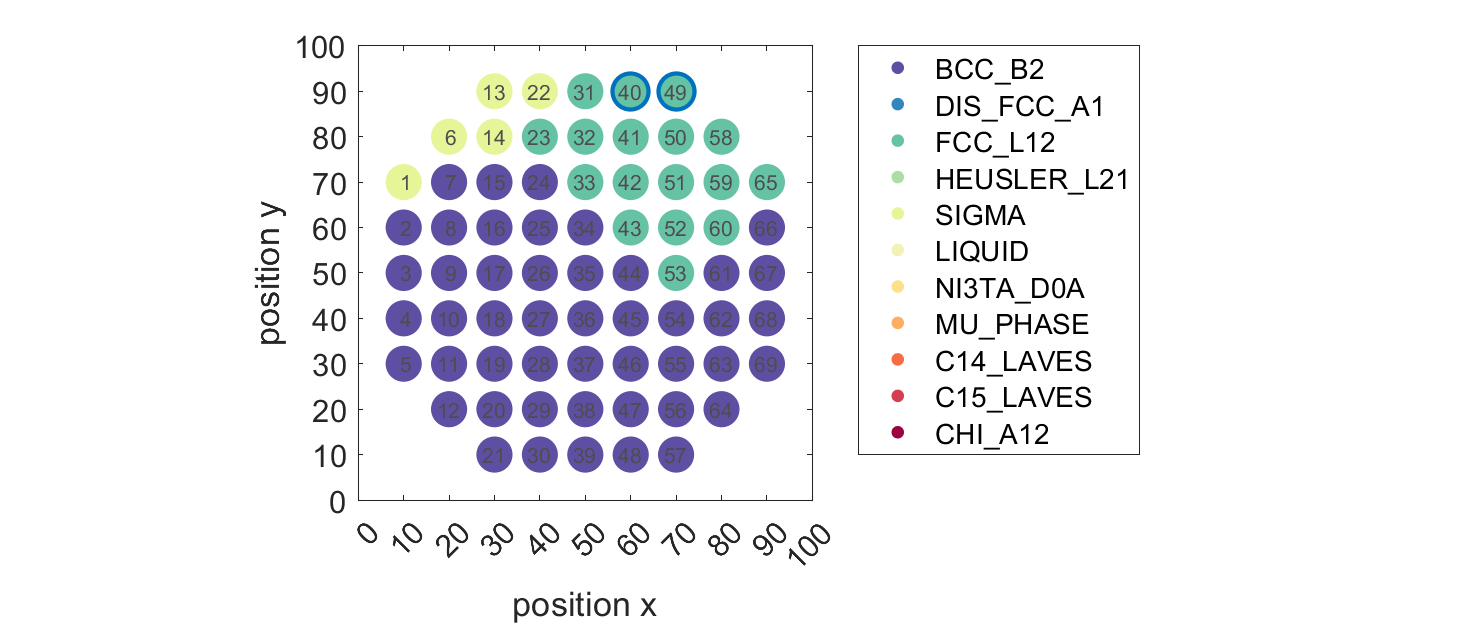 100
90
80
70
60
50
40
30
20
10
0
13 22 31 40 49
6 14 23 32 41 50 58
1 7 15 24 33 42 51 59 65
2 8 16 25 34 43 52 60 66
3 9 17 26 35 44 53 61 67
4 10 18 27 36 45 54 62 68
5 11 19 28 37 46 55 63 69
12 20 29 38 47 56 64
21 30 39 48 57
0 10 20 30 40 50 60 70 80 90 100
position x
position y
BCC_B2
DIS_FCC_A1
FCC_L12
HEUSLER_L21
SIGMA
LIQUID
NI3TA_D0A
MU_PHASE
C14_LAVES
C15_LAVES
CHI_A12